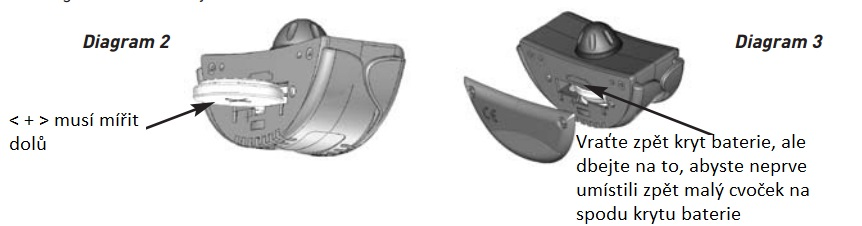 Diagram 2
< + > musí mířit
dolů
Diagram 3
CE
Vraťte zpět kryt baterie, ale
dbejte na to, abyste neprve
umístili zpět malý cvoček na
spodu krytu baterie